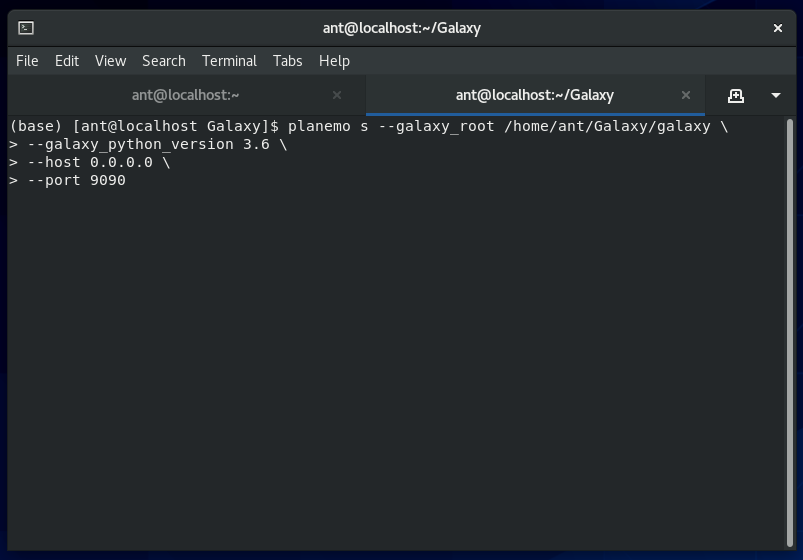 ant@localhost:~/Galaxy
File Edit View Search Terminal Tabs Help
ant@localhost:~
ant@localhost:~/Galaxy
(base) [ant@localhost Galaxy]$ planemo s --galaxy_root /home/ant/Galaxy/galaxy \
> --galaxy_python_version 3.6 \
> --host 0.0.0.0 \
> --port 9090